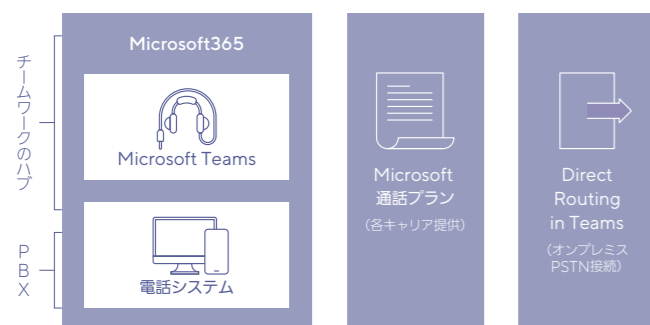 チームワークのハブ
PBX
Microsoft365
Microsoft Teams
電話システム
Microsoft
通話プラン
（各キャリア提供）
Direct
Routing
in Teams
（オンプレミス
PSTN接続）